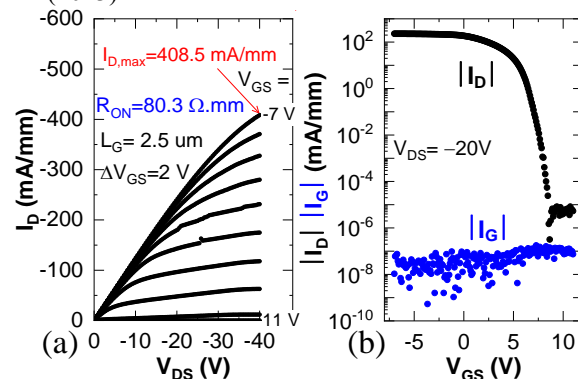 -600
-500
-400
-300
-200
-100
0
I_D (mA/mm)
I_D,max=408.5 mA/mm
V_GS =
-7 V
R_ON=80.3 Ω.mm
L_G= 2.5 um
ΔV_GS=2 V
11 V
0 -10 -20 -30 -40
V_DS (V)
(a)
|I_D| |I_G| (mA/mm)
10^2
10^0
10^-2
10^-4
10^-6
10^-8
10^-10
|I_D|
V_DS= −20V
|I_G|
-5 0 5 10
V_GS (V)
(b)